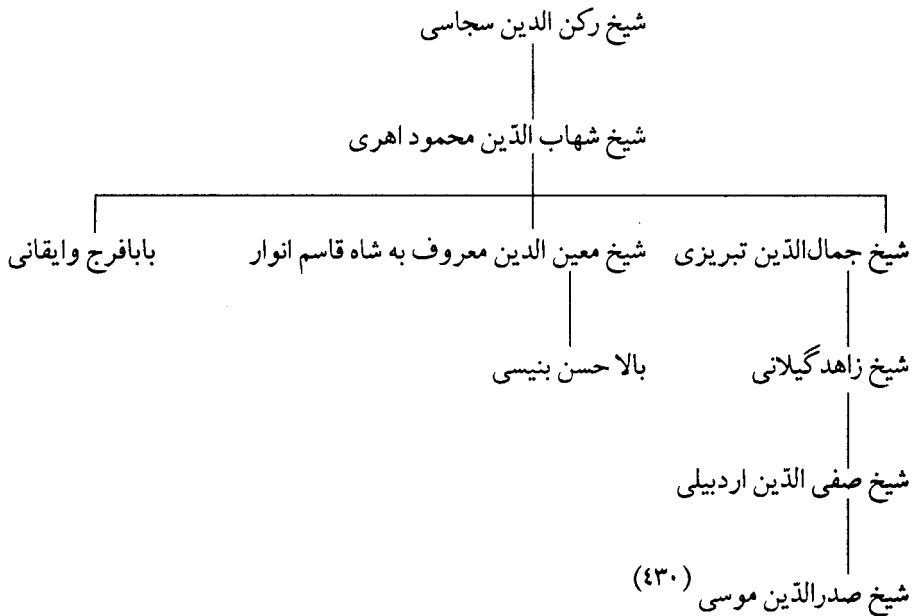 شیخ رکن الدین سجاسی
شیخ شهاب الدّین محمود اهری
شیخ جمال‌الدّین تبریزی شیخ معین الدین معروف به شاه قاسم انوار بابافرج وایقانی
شیخ زاهد گیلانی بالا حسن بنیسی
شیخ صفی الدّین اردبیلی
شیخ صدرالدّین موسی (٤٣٠)